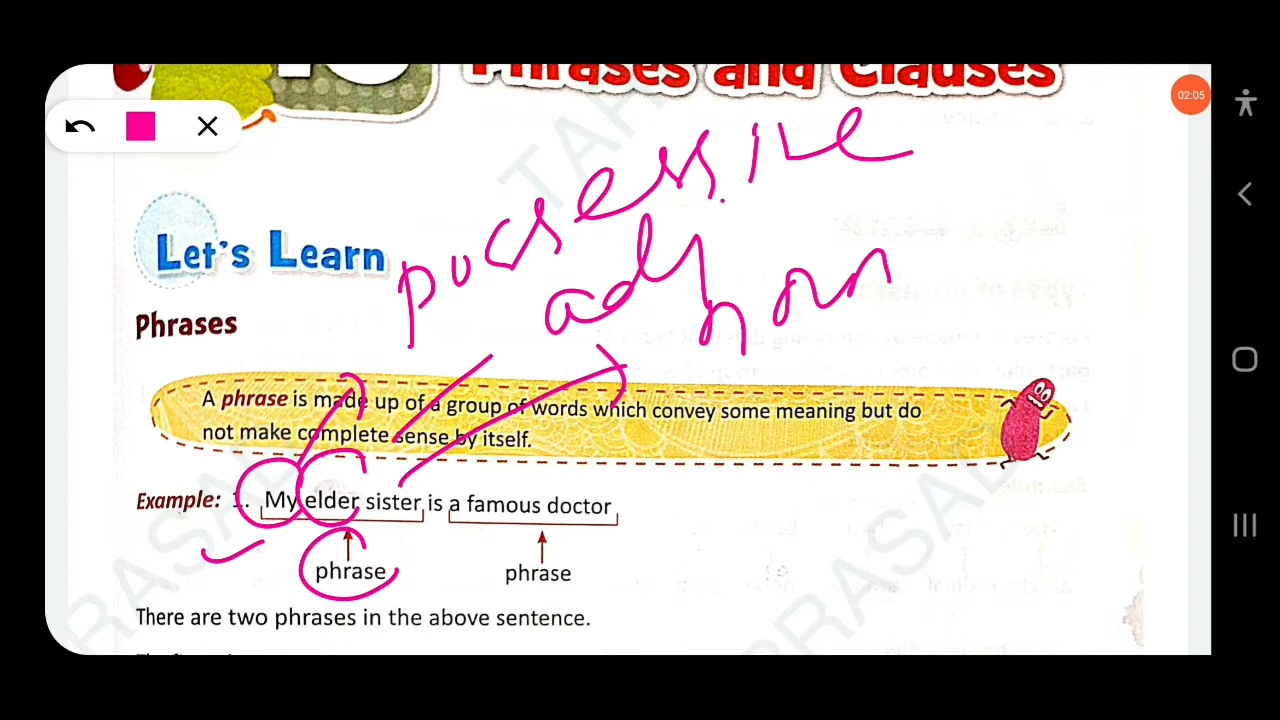 Phrases and Clauses
02:05
possessive
Let's Learn
adj
noun
Phrases
A phrase is made up of a group of words which convey some meaning but do
not make complete sense by itself.
Example: 1. My elder sister is a famous doctor
phrase phrase
There are two phrases in the above sentence.